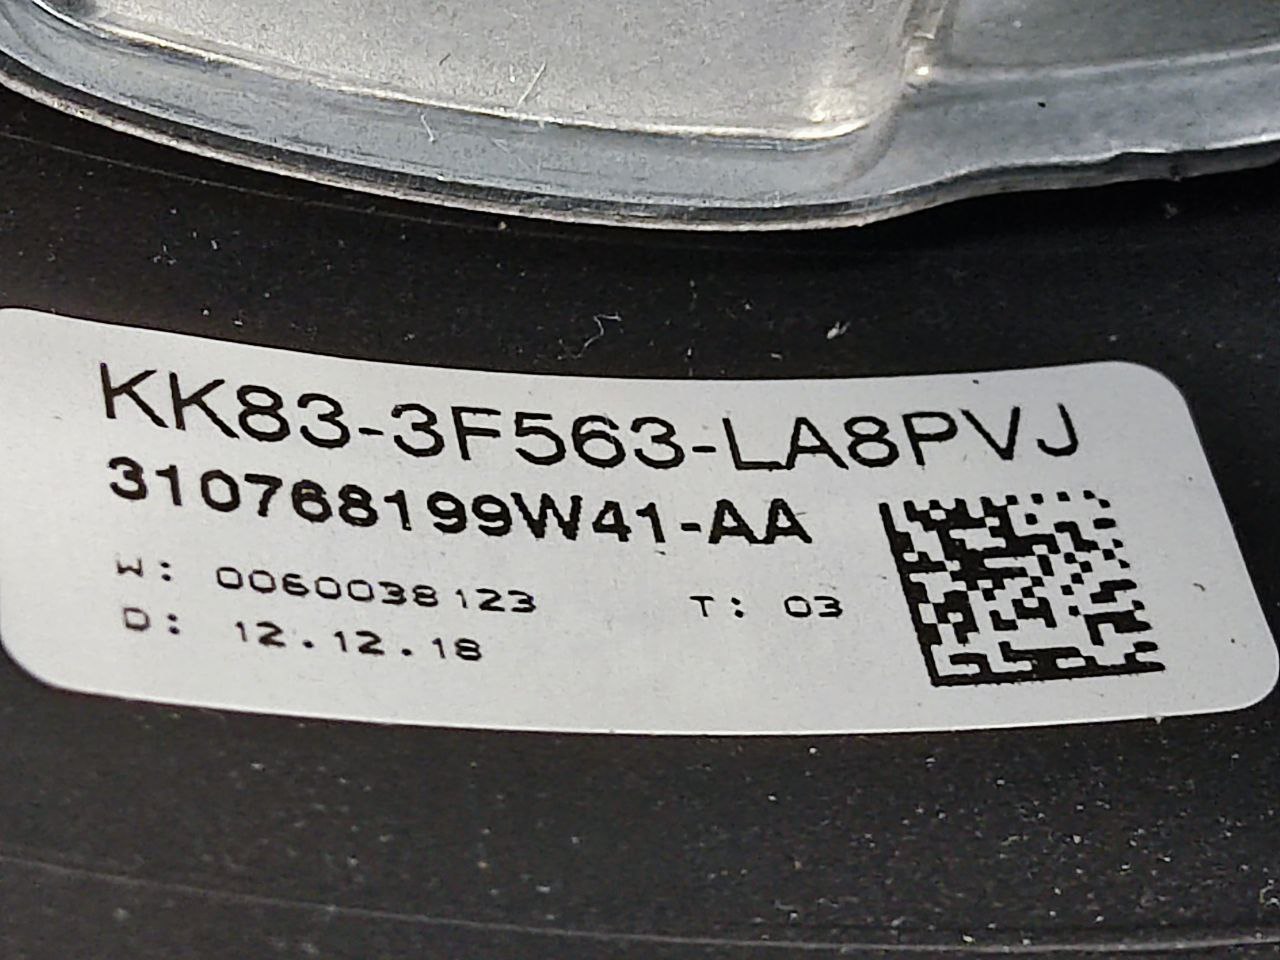 KK83-3F563-LA8PVJ
310768199W41-AA
W: 0060038123 T: 03
D: 12.12.18